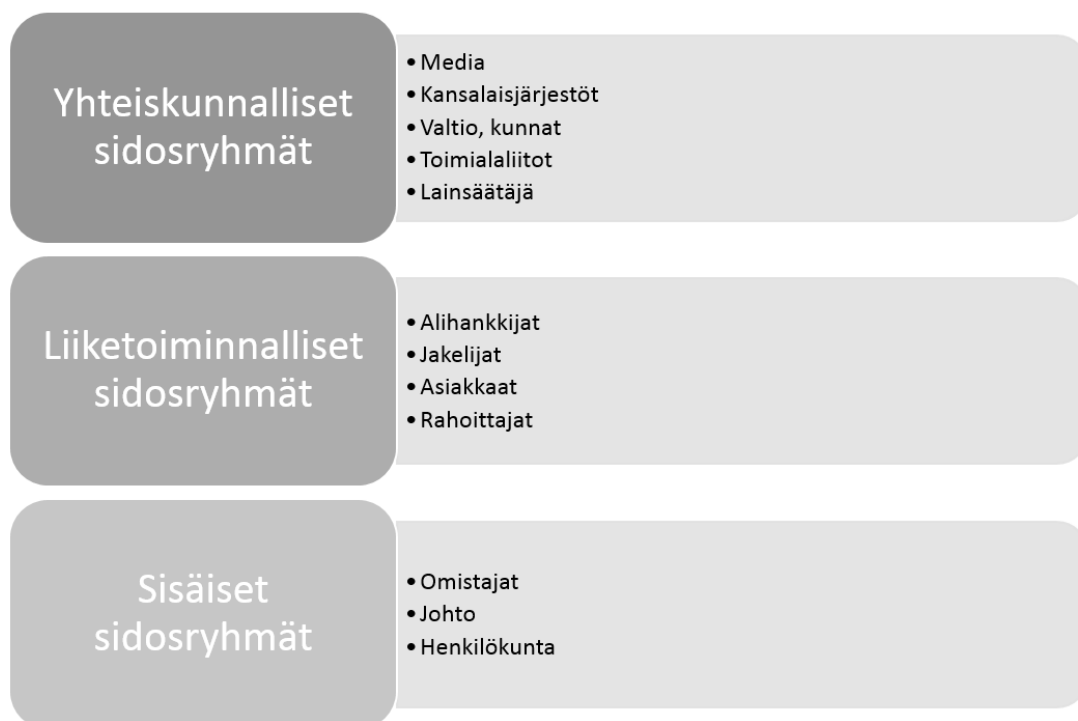 Yhteiskunnalliset
sidosryhmät
• Media
• Kansalaisjärjestöt
• Valtio, kunnat
• Toimialaliitot
• Lainsäätäjä
Liiketoiminnalliset
sidosryhmät
• Alihankkijat
• Jakelijat
• Asiakkaat
• Rahoittajat
Sisäiset
sidosryhmät
• Omistajat
• Johto
• Henkilökunta